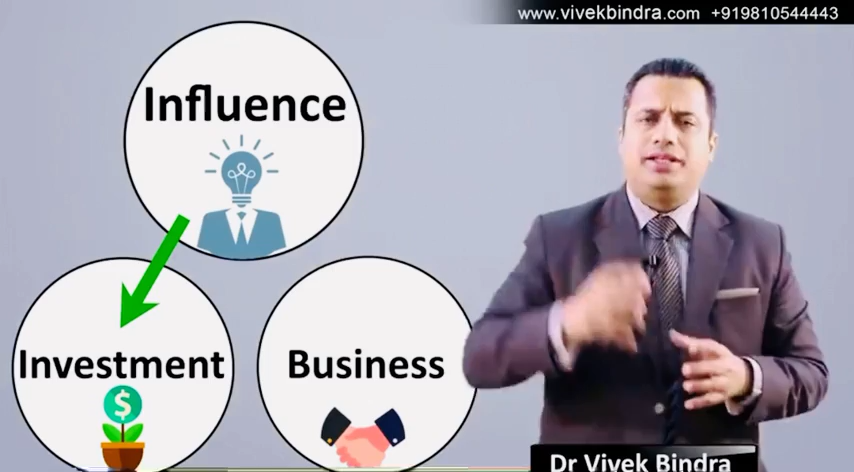 www.vivekbindra.com +919810544443
Influence
Investment
$
Business
Dr Vivek Bindra